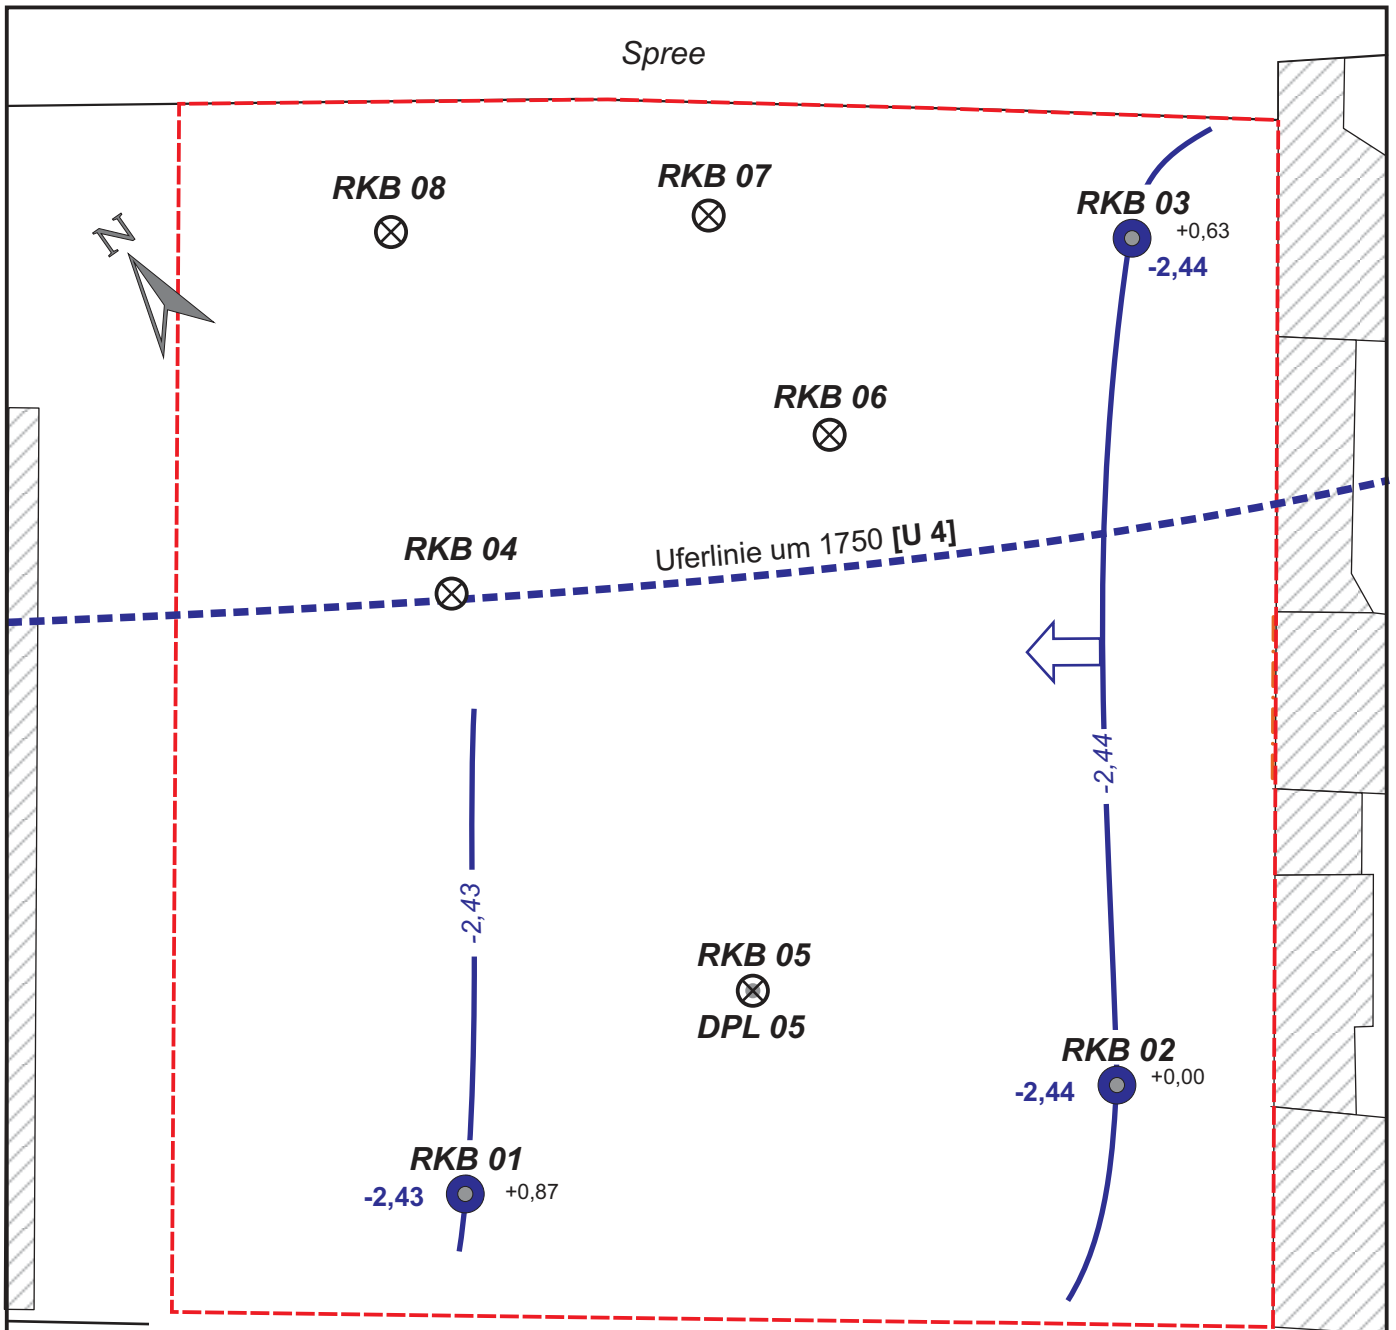 Spree
RKB 08
RKB 07
RKB 03
+0,63
-2,44
N
RKB 06
Uferlinie um 1750 [U 4]
RKB 04
-2,44
-2,43
RKB 05
DPL 05
RKB 02
+0,00
-2,44
RKB 01
-2,43
+0,87